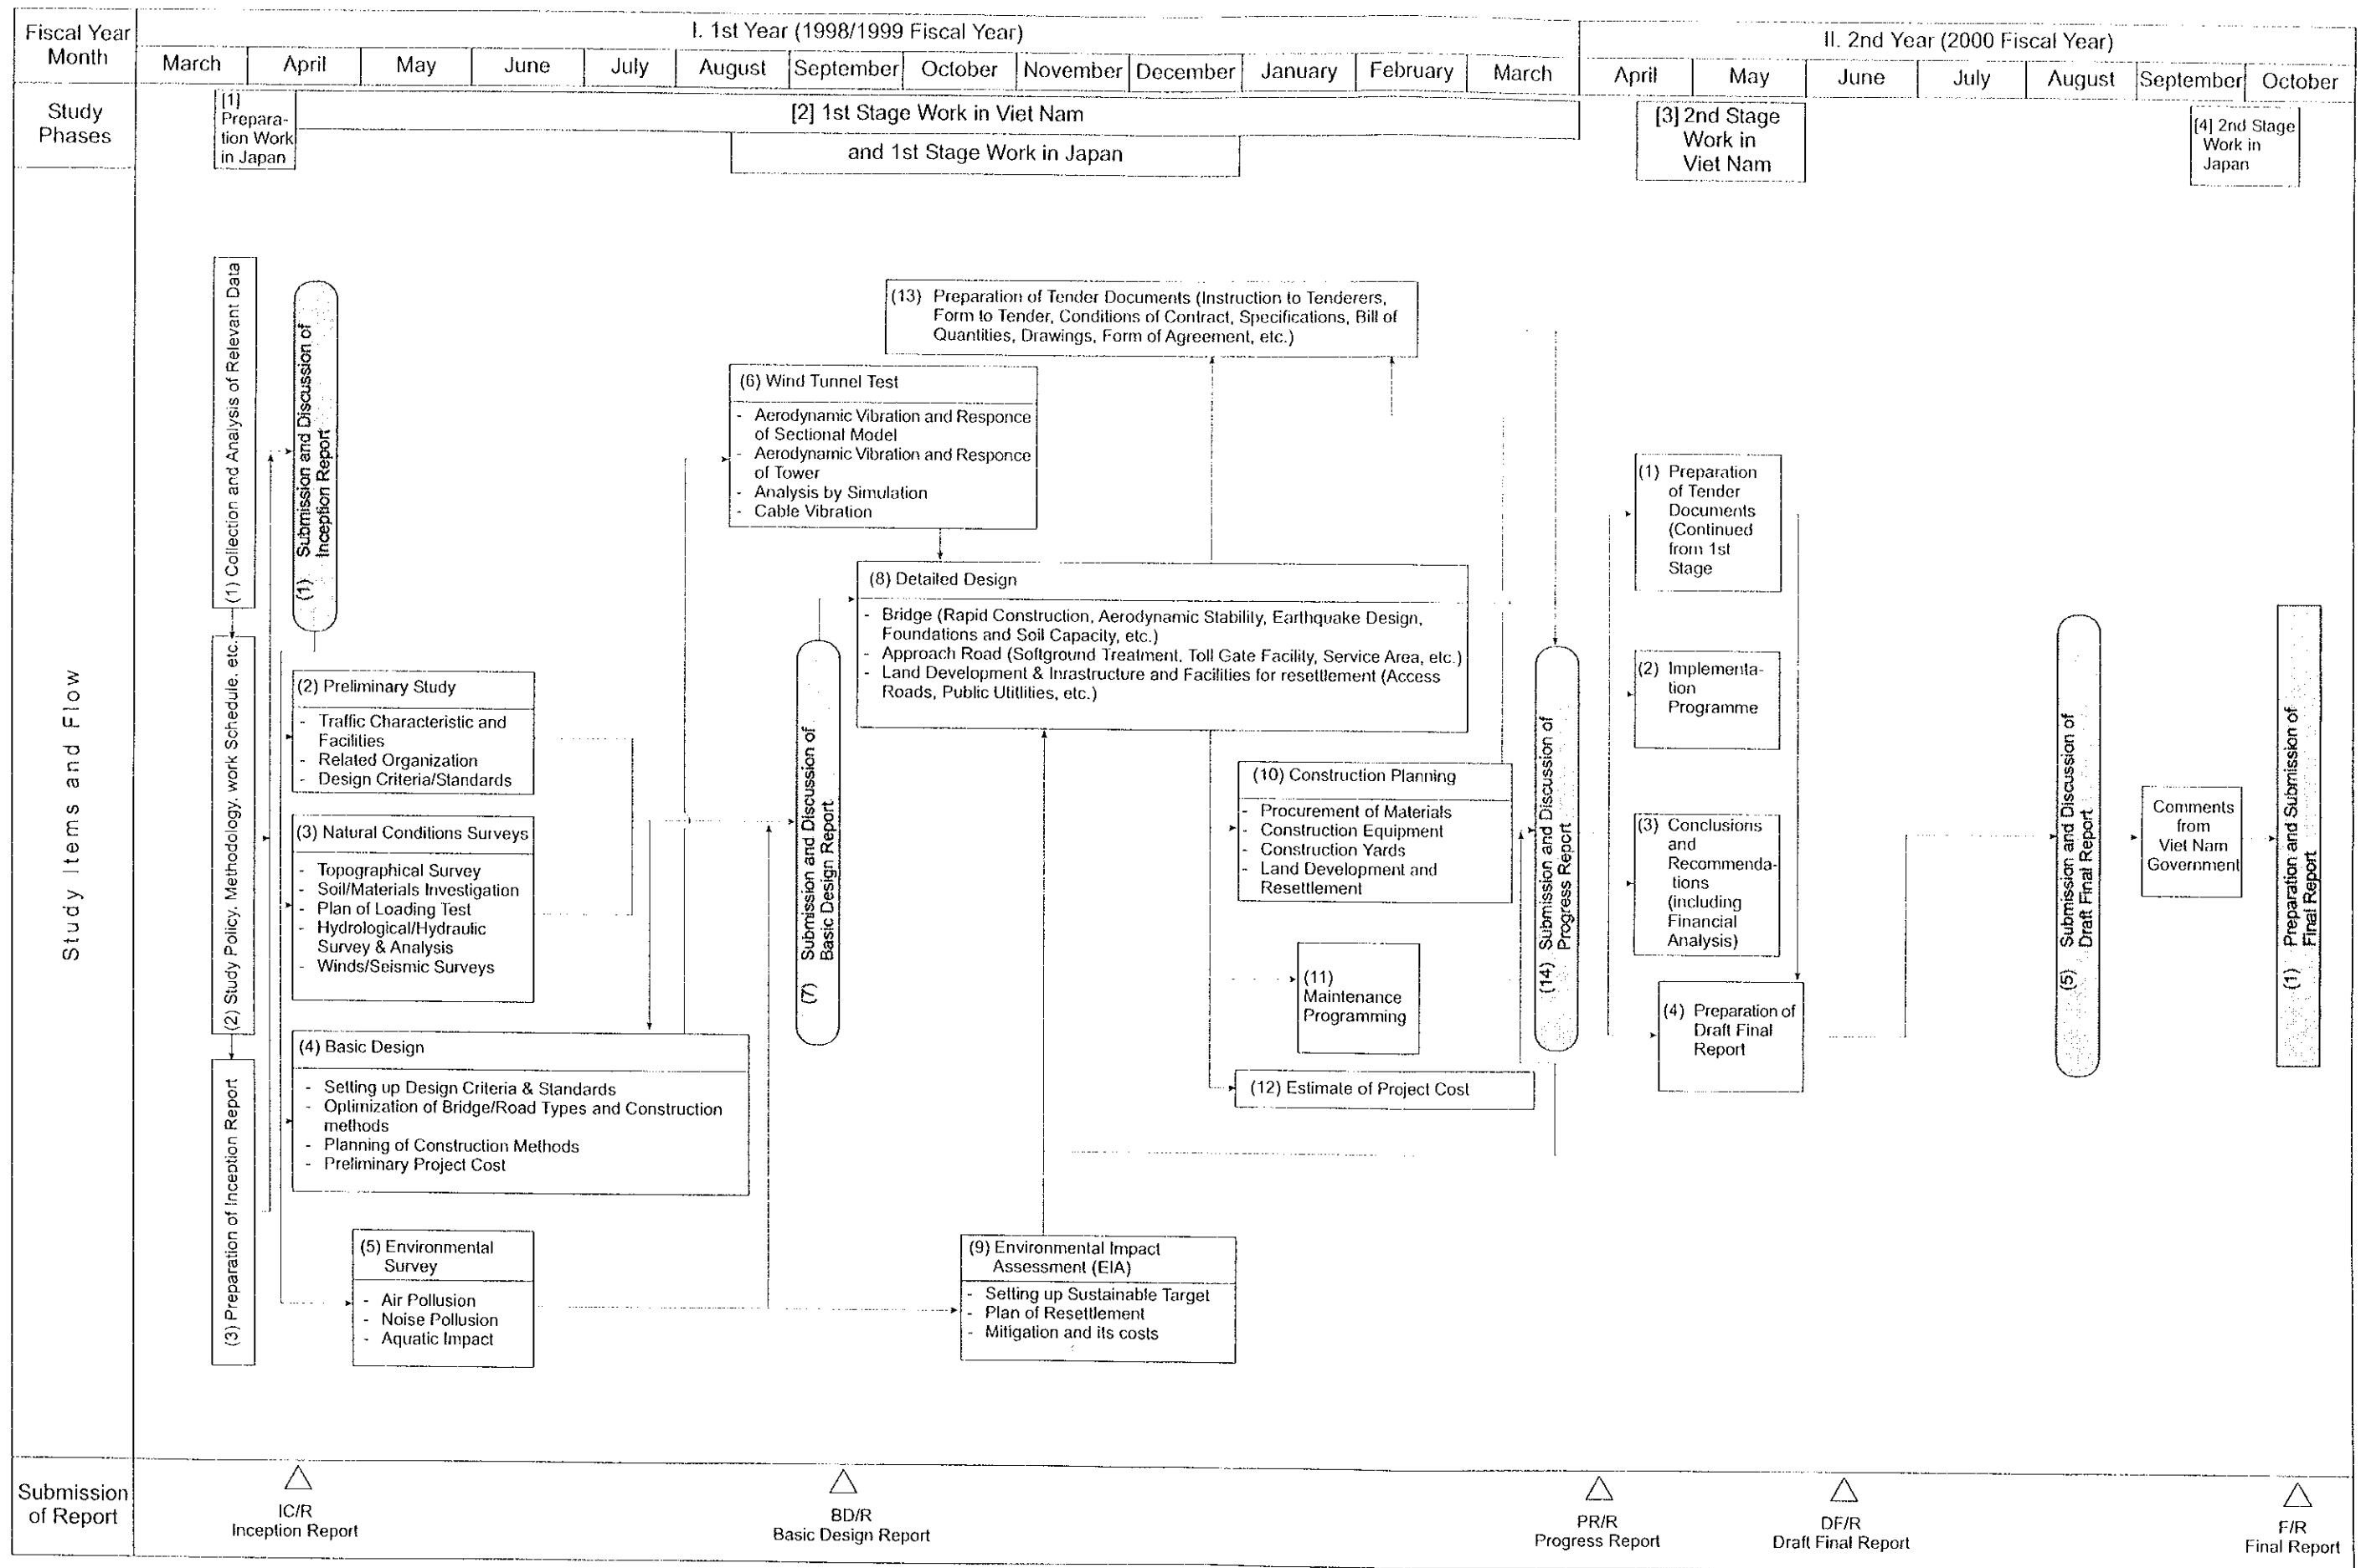 Fiscal Year
Month
I. 1st Year (1998/1999 Fiscal Year)
II. 2nd Year (2000 Fiscal Year)
March
April
May
June
July
August
September
October
November
December
January
February
March
April
May
June
July
August
September
October
Study
Phases
[1]
Prepara-
tion Work
in Japan
[2] 1st Stage Work in Viet Nam
and 1st Stage Work in Japan
[3] 2nd Stage
Work in
Viet Nam
[4] 2nd Stage
Work in
Japan
Study Items and Flow
(1) Collection and Analysis of Relevant Data
(2) Study Policy, Methodology, work Schedule, etc.
(3) Preparation of Inception Report
(1) Submission and Discussion of
Inception Report
(2) Preliminary Study
- Traffic Characteristic and
Facilities
- Related Organization
- Design Criteria/Standards
(3) Natural Conditions Surveys
- Topographical Survey
- Soil/Materials Investigation
- Plan of Loading Test
- Hydrological/Hydraulic
Survey & Analysis
- Winds/Seismic Surveys
(4) Basic Design
- Setting up Design Criteria & Standards
- Optimization of Bridge/Road Types and Construction
methods
- Planning of Construction Methods
- Preliminary Project Cost
(5) Environmental
Survey
- Air Pollusion
- Noise Pollusion
- Aquatic Impact
(6) Wind Tunnel Test
- Aerodynamic Vibration and Responce
of Sectional Model
- Aerodynamic Vibration and Responce
of Tower
- Analysis by Simulation
- Cable Vibration
(7) Submission and Discussion of
Basic Design Report
(8) Detailed Design
- Bridge (Rapid Construction, Aerodynamic Stability, Earthquake Design,
Foundations and Soil Capacity, etc.)
- Approach Road (Softground Treatment, Toll Gate Facility, Service Area, etc.)
- Land Development & Inrastructure and Facilities for resettlement (Access
Roads, Public Utitlities, etc.)
(9) Environmental Impact
Assessment (EIA)
- Setting up Sustainable Target
- Plan of Resettlement
- Mitigation and its costs
(10) Construction Planning
- Procurement of Materials
- Construction Equipment
- Construction Yards
- Land Development and
Resettlement
(11)
Maintenance
Programming
(12) Estimate of Project Cost
(13) Preparation of Tender Documents (Instruction to Tenderers,
Form to Tender, Conditions of Contract, Specifications, Bill of
Quantities, Drawings, Form of Agreement, etc.)
(14) Submission and Discussion of
Progress Report
(1) Preparation
of Tender
Documents
(Continued
from 1st
Stage
(2) Implementa-
tion
Programme
(3) Conclusions
and
Recommenda-
tions
(including
Financial
Analysis)
(4) Preparation of
Draft Final
Report
(5) Submission and Discussion of
Draft Final Report
Comments
from
Viet Nam
Government
(1) Preparation and Submission of
Final Report
Submission
of Report
IC/R
Inception Report
BD/R
Basic Design Report
PR/R
Progress Report
DF/R
Draft Final Report
F/R
Final Report